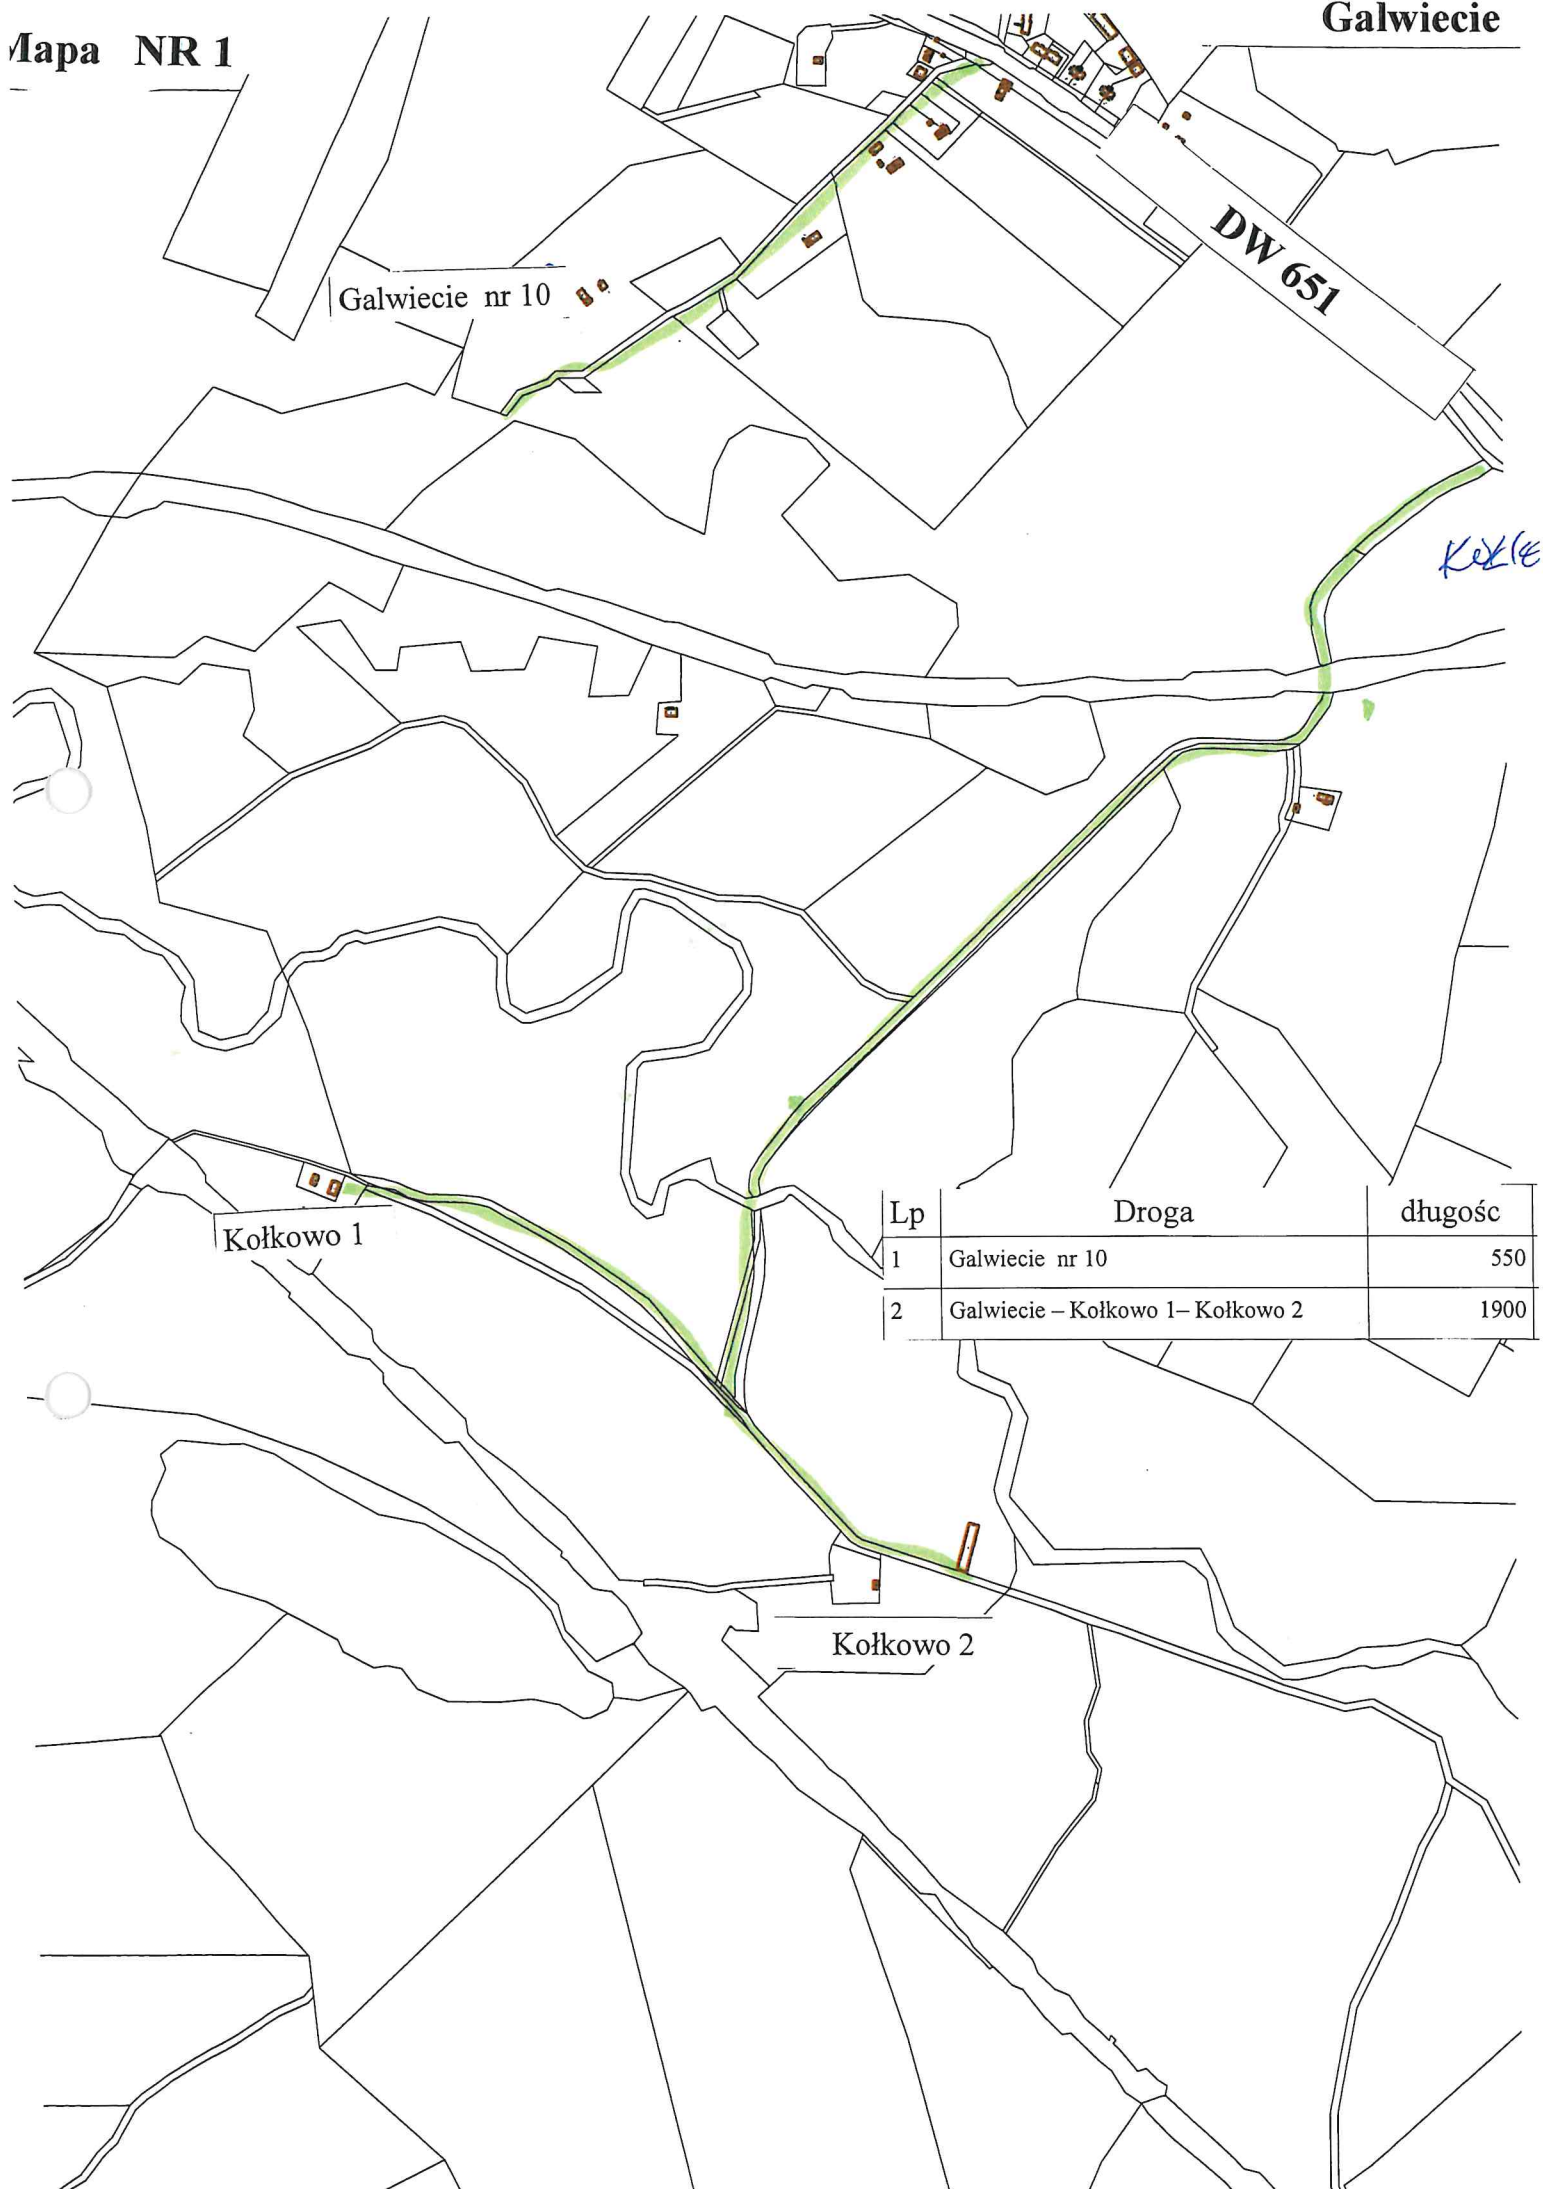 Mapa NR 1
Galwiecie
DW 651
Galwiecie nr 10
Kołkowo 1
Lp Droga długośc
1 Galwiecie nr 10 550
2 Galwiecie – Kołkowo 1– Kołkowo 2 1900
Kołkowo 2